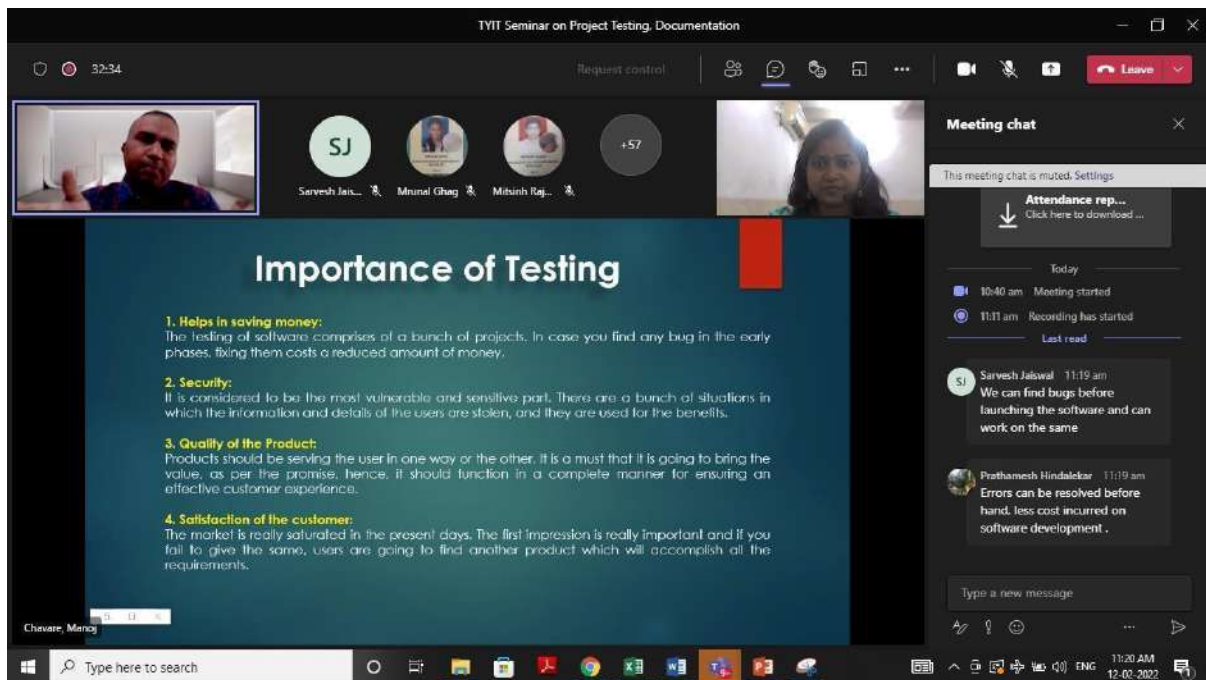 TYIT Seminar on Project Testing, Documentation
32:34
Request control
Leave
SJ
+57
Sarvesh Jais...
Mrunal Ghag
Mitsinh Raj...
Importance of Testing
1. Helps in saving money:
The testing of software comprises of a bunch of projects. In case you find any bug in the early
phases, fixing them costs a reduced amount of money.
2. Security:
It is considered to be the most vulnerable and sensitive part. There are a bunch of situations in
which the information and details of the users are stolen, and they are used for the benefits.
3. Quality of the Product:
Products should be serving the user in one way or the other. It is a must that it is going to bring the
value, as per the promise, hence, it should function in a complete manner for ensuring an
effective customer experience.
4. Satisfaction of the customer:
The market is really saturated in the present days. The first impression is really important and if you
fail to give the same, users are going to find another product which will accomplish all the
requirements.
Chavare, Manoj
Meeting chat
This meeting chat is muted. Settings
Attendance rep...
Click here to download ...
Today
10:40 am Meeting started
11:11 am Recording has started
Last read
SJ
Sarvesh Jaiswal 11:19 am
We can find bugs before
launching the software and can
work on the same
Prathamesh Hindalekar 11:19 am
Errors can be resolved before
hand, less cost incurred on
software development .
Type a new message
Type here to search
ENG
11:20 AM
12-02-2022